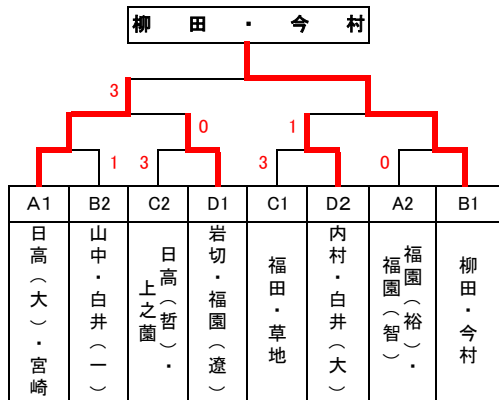 柳田・今村
3
0
1
1
3
3
0
A1
B2
C2
D1
C1
D2
A2
B1
日高(大)・宮崎
山中・白井(一)
日高(哲)・
上之薗
岩切・福園(遼)
福田・草地
内村・白井(大)
福園(裕)・
福園(智)
柳田・今村